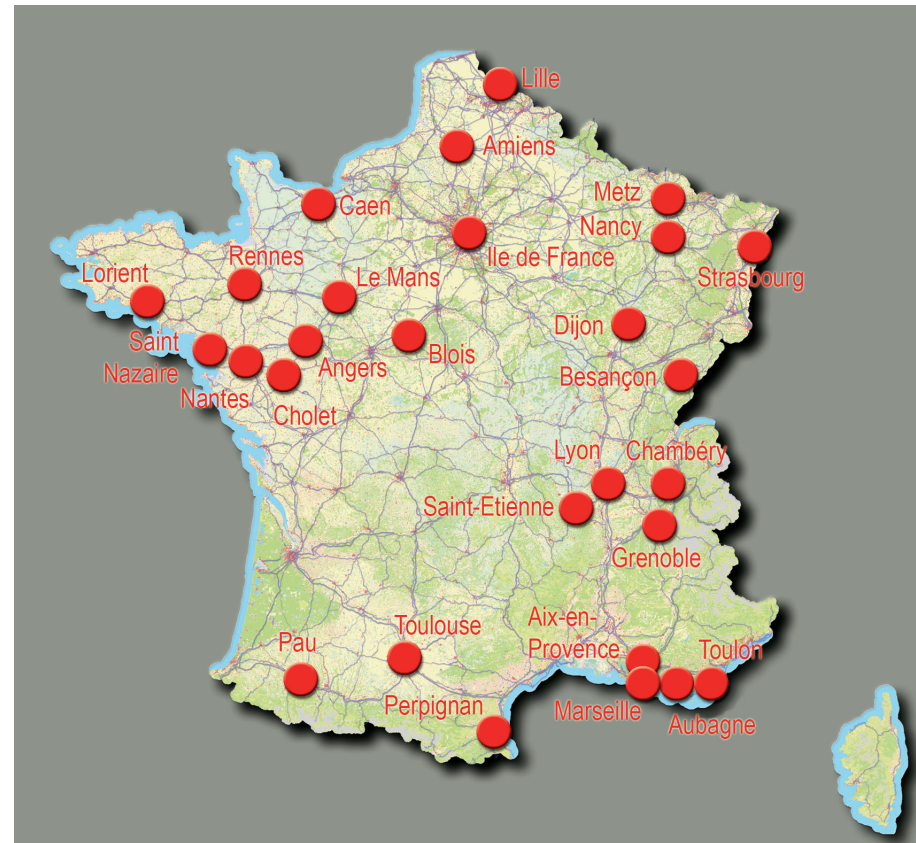 Lille
Amiens
Metz
Caen
Nancy
Ile de France
Rennes
Strasbourg
Lorient
Le Mans
Dijon
Saint
Nazaire
Angers
Blois
Besançon
Nantes
Cholet
Lyon
Chambéry
Saint-Etienne
Grenoble
Aix-en-
Provence
Toulouse
Pau
Toulon
Perpignan
Marseille
Aubagne